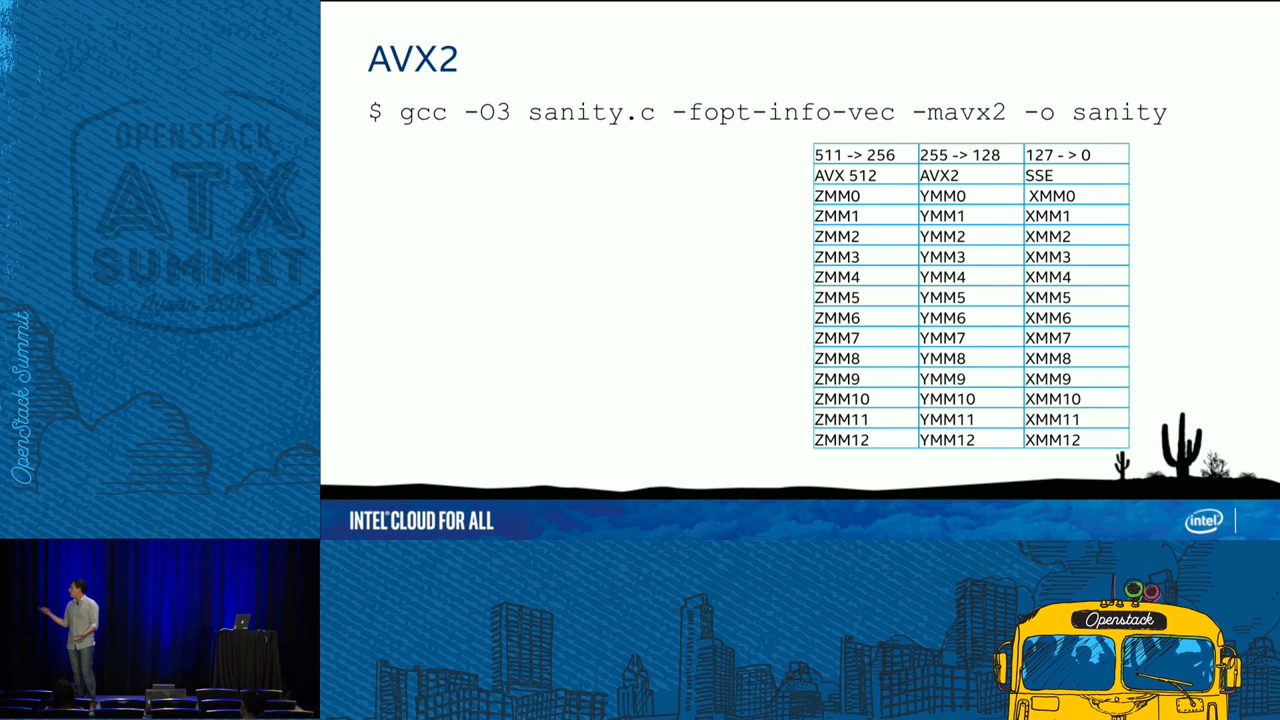 OPENSTACK
ATX
SUMMIT
Austin 2016
OpenStack Summit
AVX2
$ gcc -O3 sanity.c -fopt-info-vec -mavx2 -o sanity
511 -> 256 255 -> 128 127 - > 0
AVX 512 AVX2 SSE
ZMM0 YMM0 XMM0
ZMM1 YMM1 XMM1
ZMM2 YMM2 XMM2
ZMM3 YMM3 XMM3
ZMM4 YMM4 XMM4
ZMM5 YMM5 XMM5
ZMM6 YMM6 XMM6
ZMM7 YMM7 XMM7
ZMM8 YMM8 XMM8
ZMM9 YMM9 XMM9
ZMM10 YMM10 XMM10
ZMM11 YMM11 XMM11
ZMM12 YMM12 XMM12
INTEL® CLOUD FOR ALL
intel
Openstack